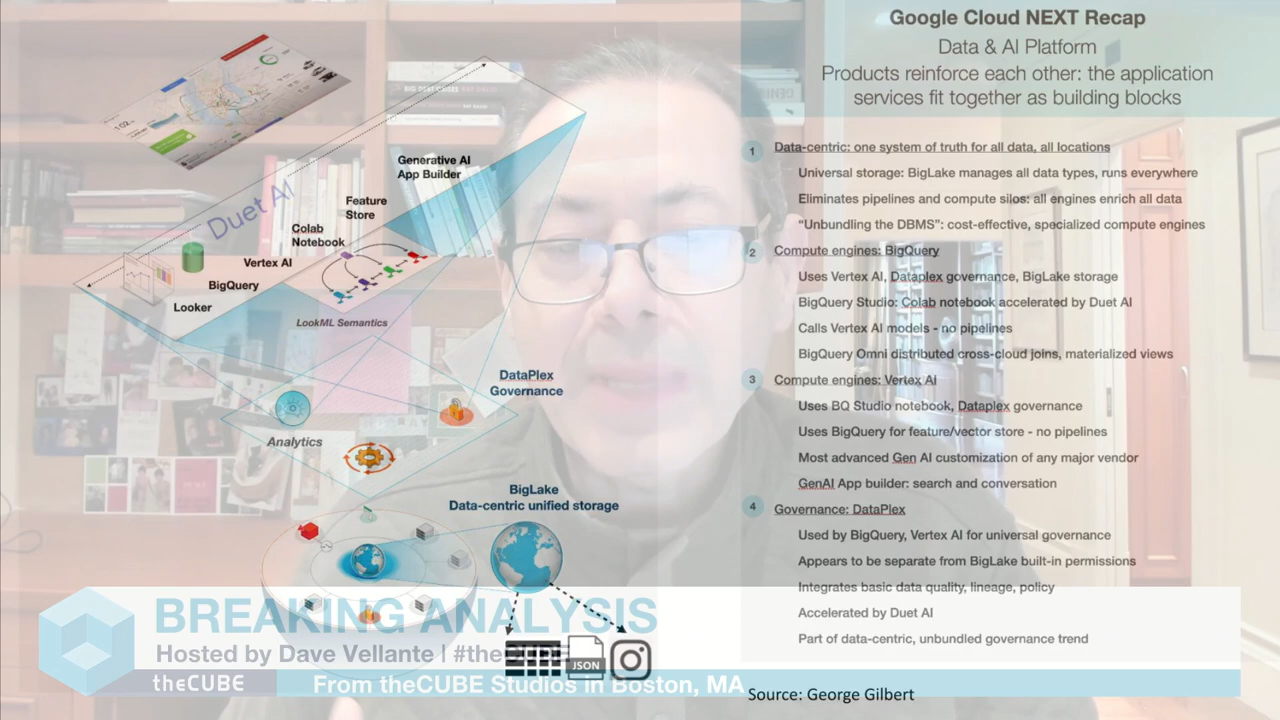 Google Cloud NEXT Recap
Data & AI Platform
Products reinforce each other: the application
services fit together as building blocks
Duet AI
Generative AI
App Builder
Feature
Store
Colab
Notebook
Vertex AI
BigQuery
Looker
LookML Semantics
DataPlex
Governance
Analytics
BigLake
Data-centric unified storage
JSON
1
Data-centric: one system of truth for all data, all locations
Universal storage: BigLake manages all data types, runs everywhere
Eliminates pipelines and compute silos: all engines enrich all data
“Unbundling the DBMS”: cost-effective, specialized compute engines
2
Compute engines: BigQuery
Uses Vertex AI, Dataplex governance, BigLake storage
BigQuery Studio: Colab notebook accelerated by Duet AI
Calls Vertex AI models - no pipelines
BigQuery Omni distributed cross-cloud joins, materialized views
3
Compute engines: Vertex AI
Uses BQ Studio notebook, Dataplex governance
Uses BigQuery for feature/vector store - no pipelines
Most advanced Gen AI customization of any major vendor
GenAI App builder: search and conversation
4
Governance: DataPlex
Used by BigQuery, Vertex AI for universal governance
Appears to be separate from BigLake built-in permissions
Integrates basic data quality, lineage, policy
Accelerated by Duet AI
Part of data-centric, unbundled governance trend
BREAKING ANALYSIS
Hosted by Dave Vellante | #theCUBE
theCUBE
From theCUBE Studios in Boston, MA
Source: George Gilbert